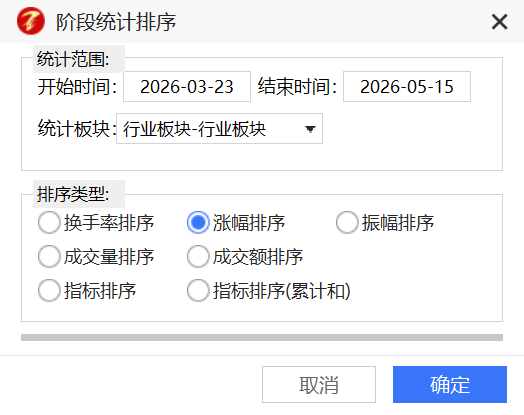 阶段统计排序
统计范围:
开始时间: 2026-03-23 结束时间: 2026-05-15
统计板块: 行业板块-行业板块
排序类型:
换手率排序 涨幅排序 振幅排序
成交量排序 成交额排序
指标排序 指标排序(累计和)
取消 确定